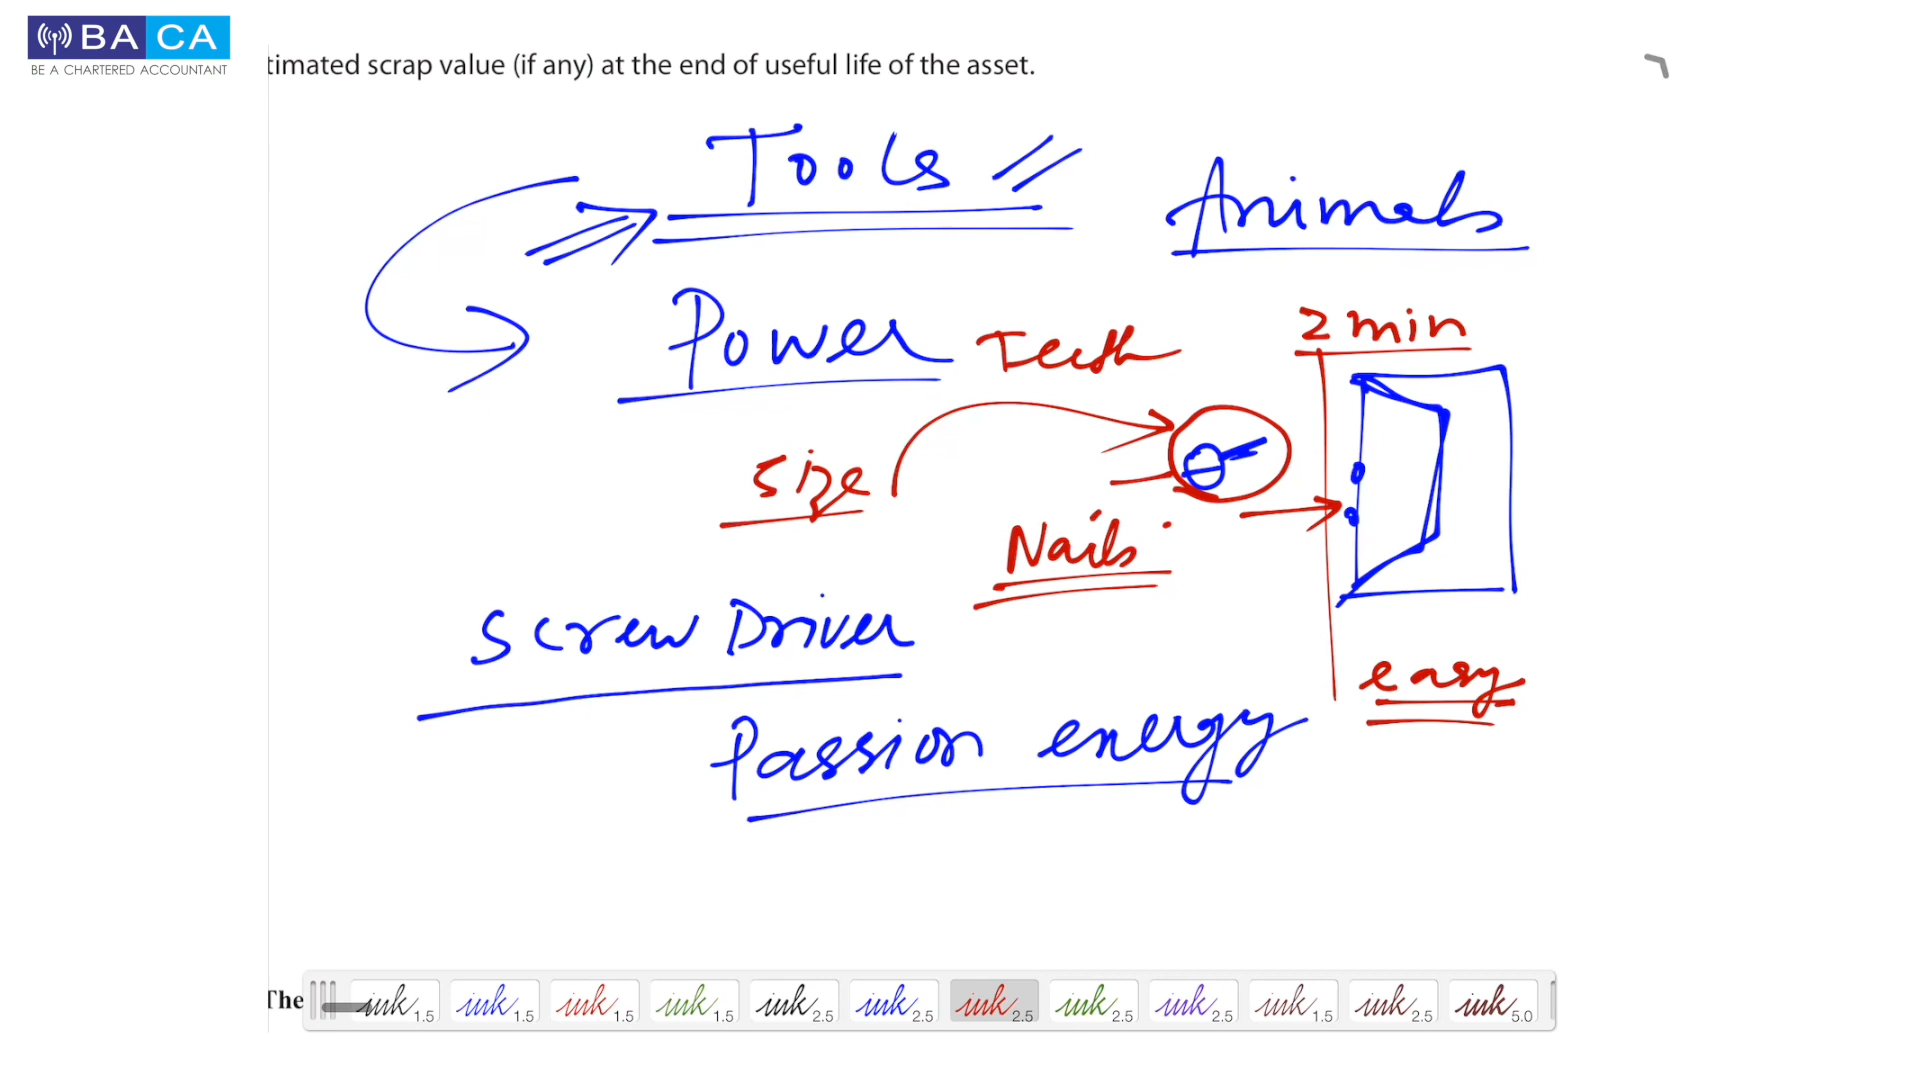 BA CA
BE A CHARTERED ACCOUNTANT
timated scrap value (if any) at the end of useful life of the asset.
Tools
Animals
Power
Teeth
2 min
Size
Nails
Screw Driver
easy
Passion energy
The
ink 1.5 ink 1.5 ink 1.5 ink 1.5 ink 2.5 ink 2.5 ink 2.5 ink 2.5 ink 2.5 ink 1.5 ink 2.5 ink 5.0